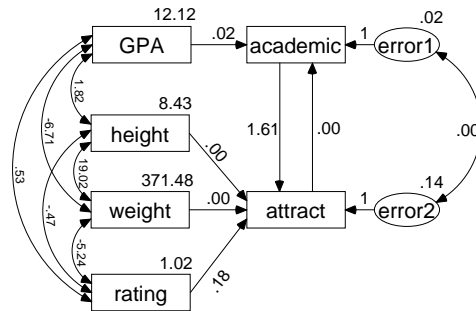 12.12
.02
GPA
.02
academic
1
error1
1.82
8.43
-6.71
height
1.61
.00
.00
.00
.53
19.02
371.48
-.47
.14
weight
.00
attract
1
error2
-5.24
1.02
.18
rating